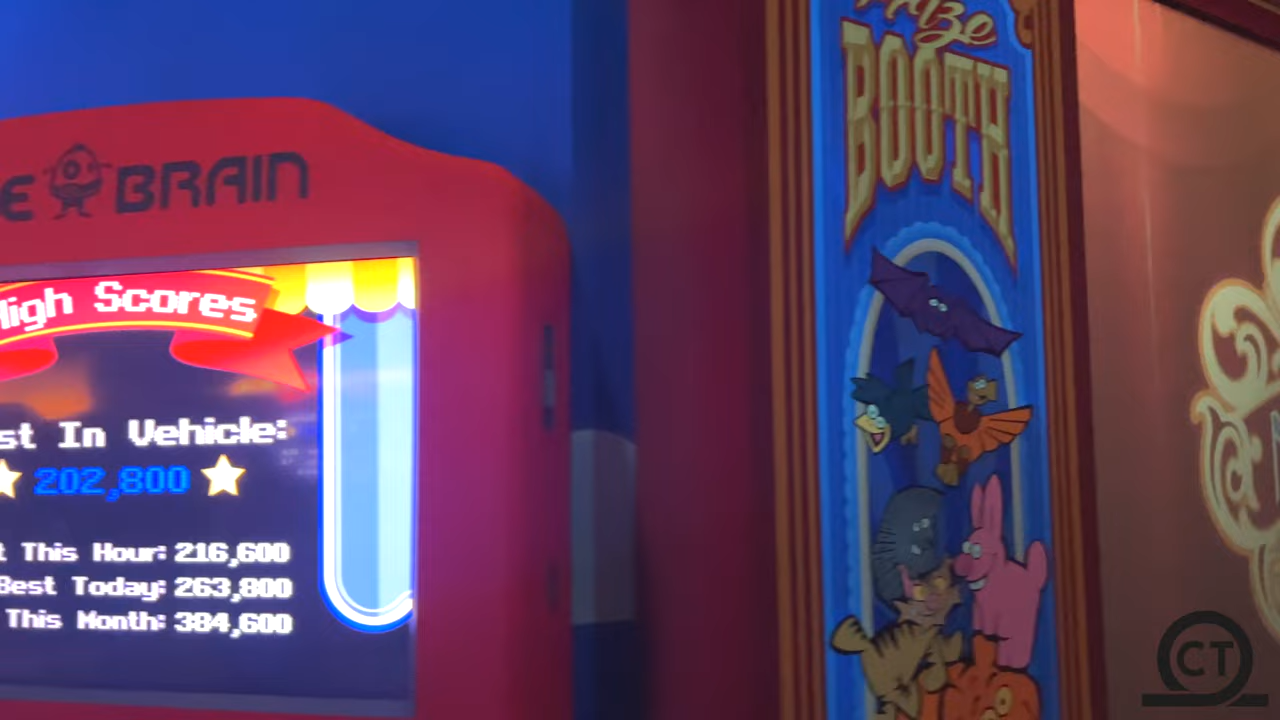 BRAIN
High Scores
In Vehicle:
202,800
This Hour: 216,600
Best Today: 263,800
This Month: 384,600
BOOTH
CT